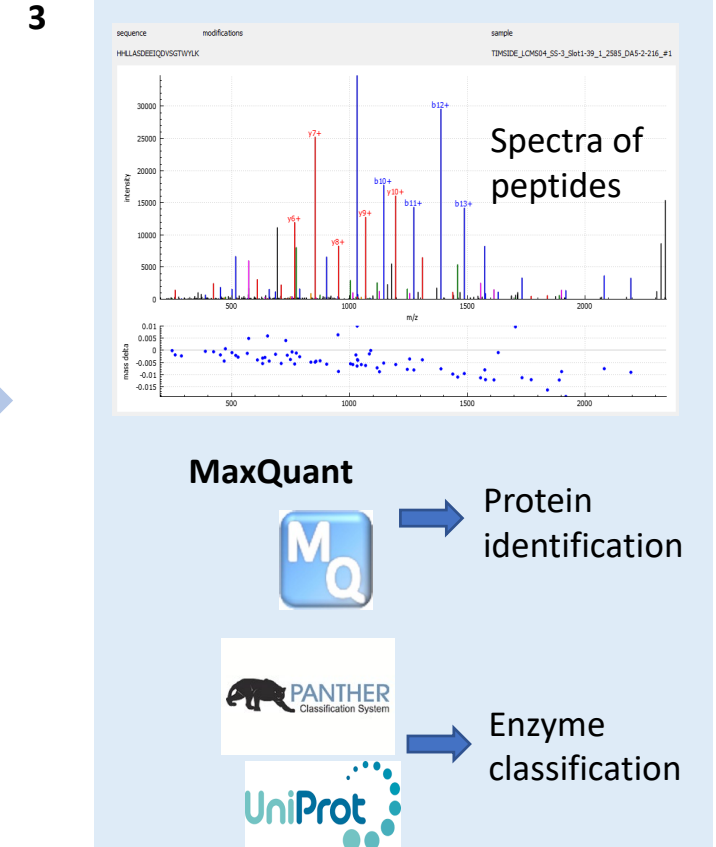 3
sequence modifications sample
HHLLASDEEIQDVSGTWYLK TIMSIDE_LCMS04_SS-3_Slot1-39_1_2585_DA5-2-216_#1
30000
25000
20000
15000
10000
5000
0
intensity
y6+
y7+
y8+
y9+
b10+
y10+
b11+
b12+
b13+
Spectra of
peptides
500 1000 1500 2000
m/z
0.01
0.005
0
-0.005
-0.01
-0.015
mass delta
500 1000 1500 2000
MaxQuant
M
Q
Protein
identification
PANTHER
Classification System
Enzyme
classification
UniProt